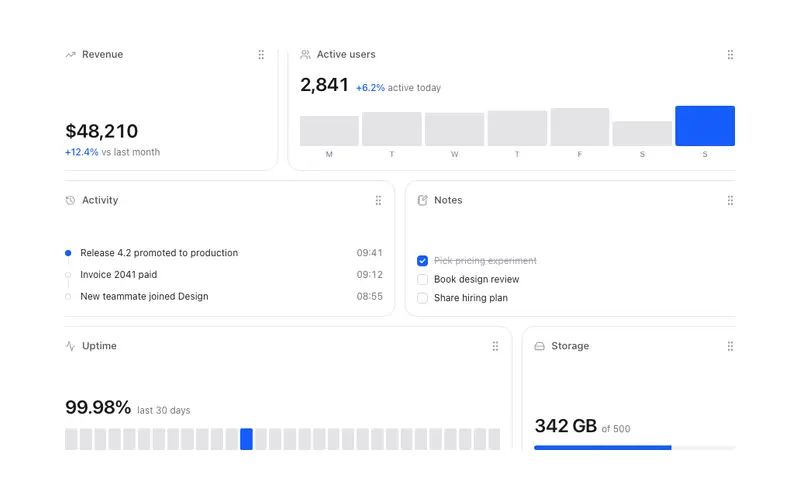 Revenue
$48,210
+12.4% vs last month
Active users
2,841 +6.2% active today
M T W T F S S
Activity
Release 4.2 promoted to production 09:41
Invoice 2041 paid 09:12
New teammate joined Design 08:55
Notes
Pick pricing experiment
Book design review
Share hiring plan
Uptime
99.98% last 30 days
Storage
342 GB of 500